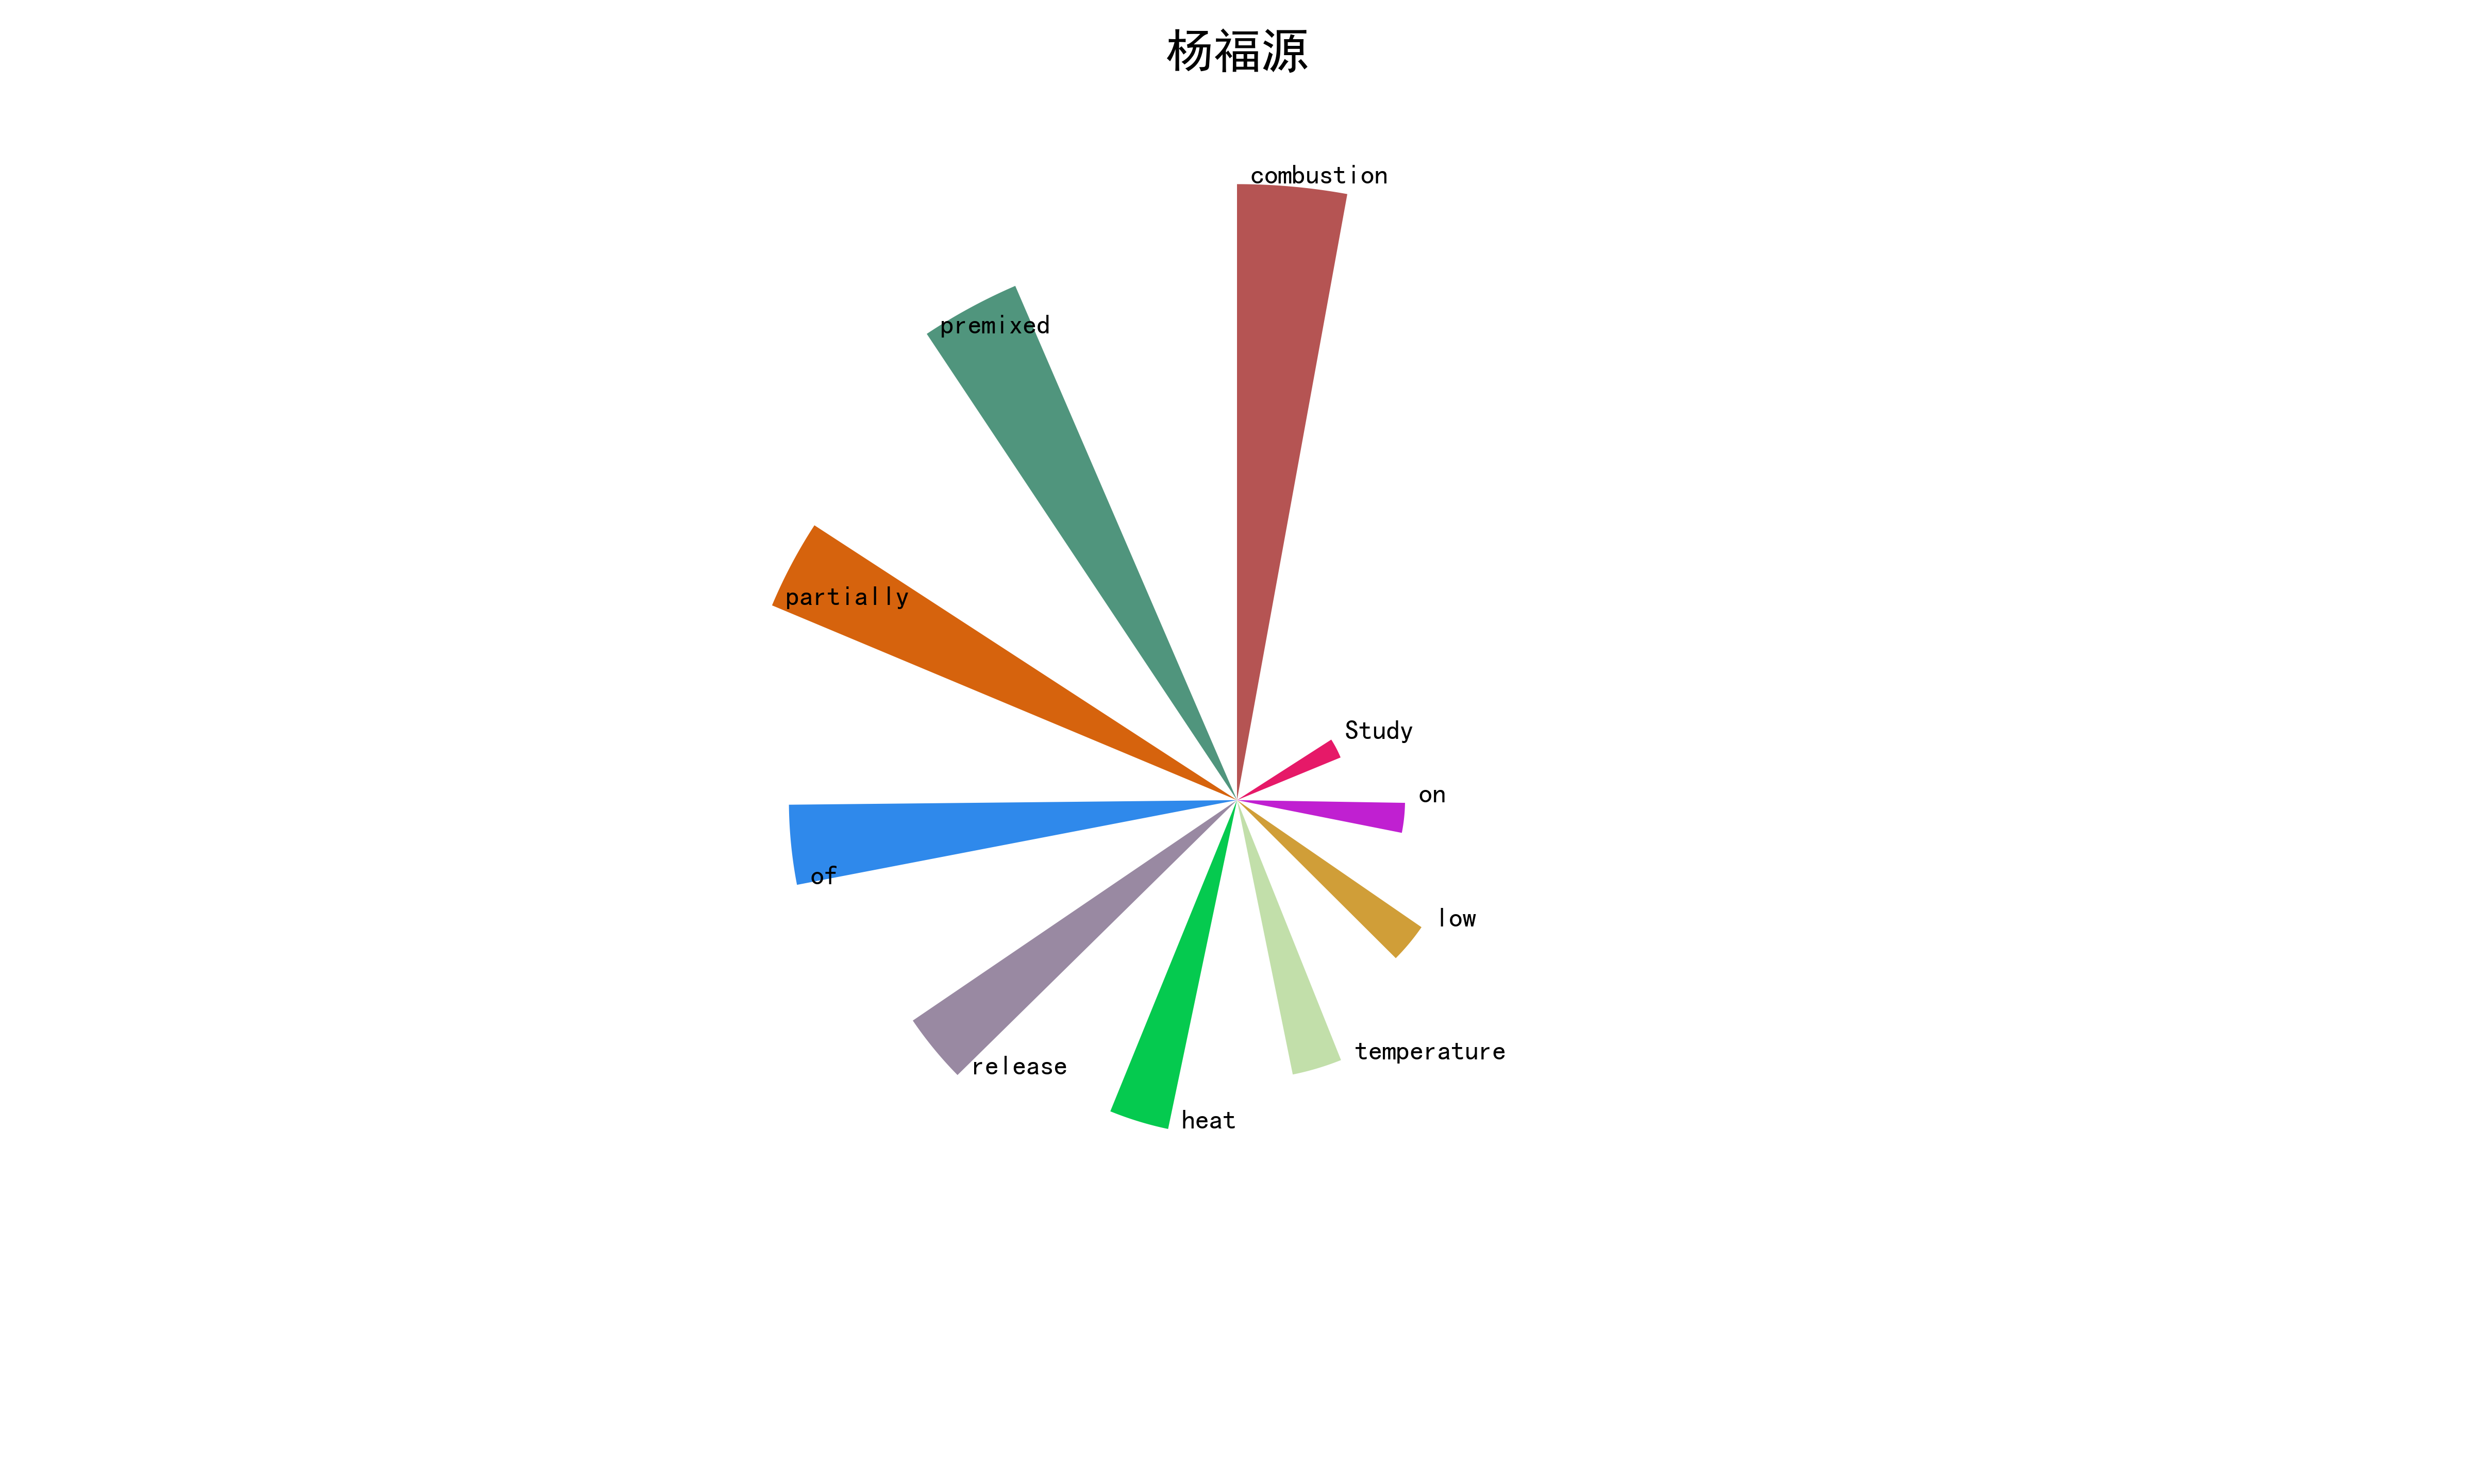 杨福源
combustion
premixed
partially
Study
on
of
low
temperature
release
heat